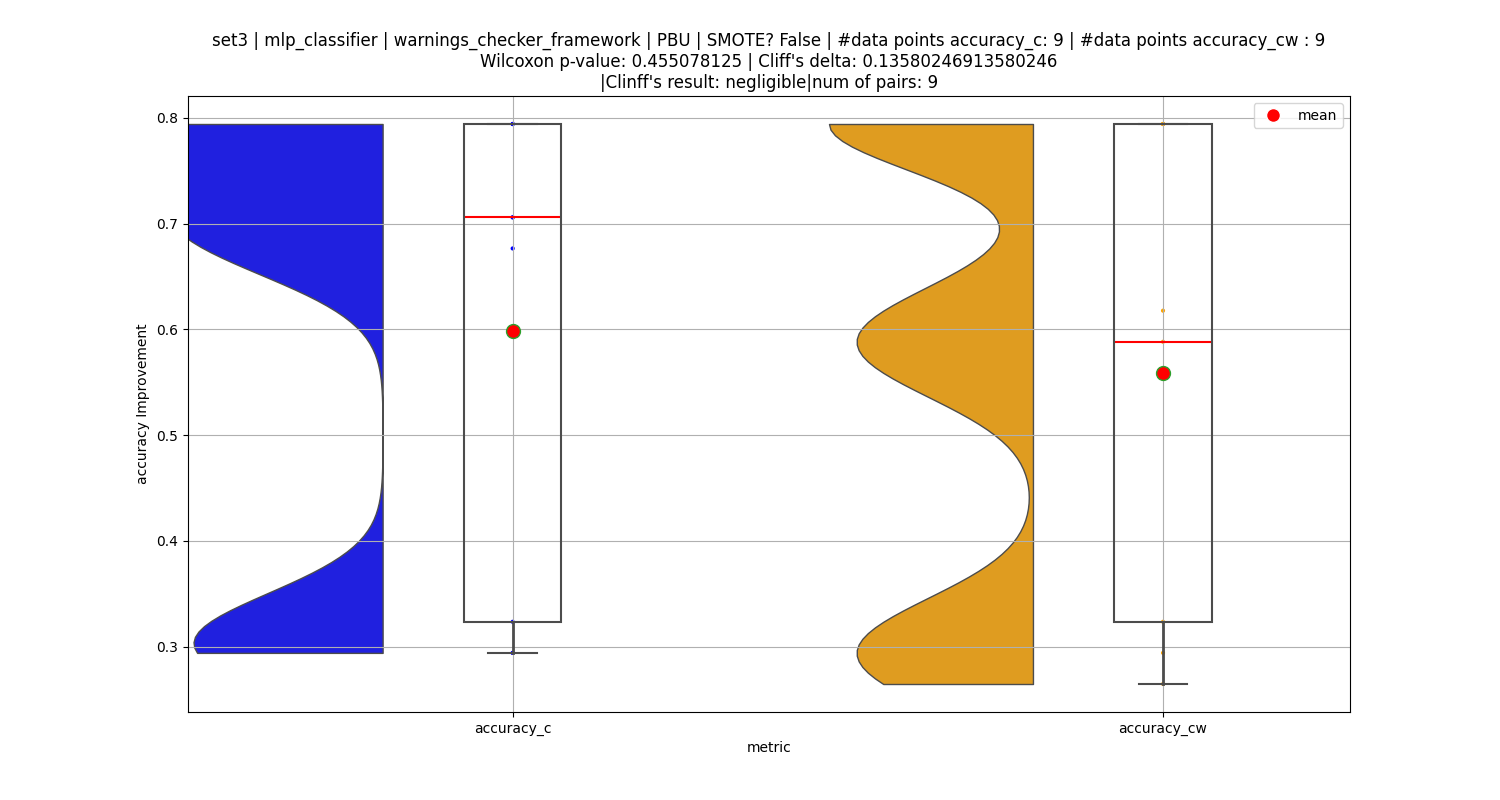 set3 | mlp_classifier | warnings_checker_framework | PBU | SMOTE? False | #data points accuracy_c: 9 | #data points accuracy_cw : 9
Wilcoxon p-value: 0.455078125 | Cliff's delta: 0.13580246913580246
|Clinff's result: negligible|num of pairs: 9
mean
0.8
0.7
0.6
0.5
0.4
0.3
accuracy Improvement
accuracy_c
accuracy_cw
metric